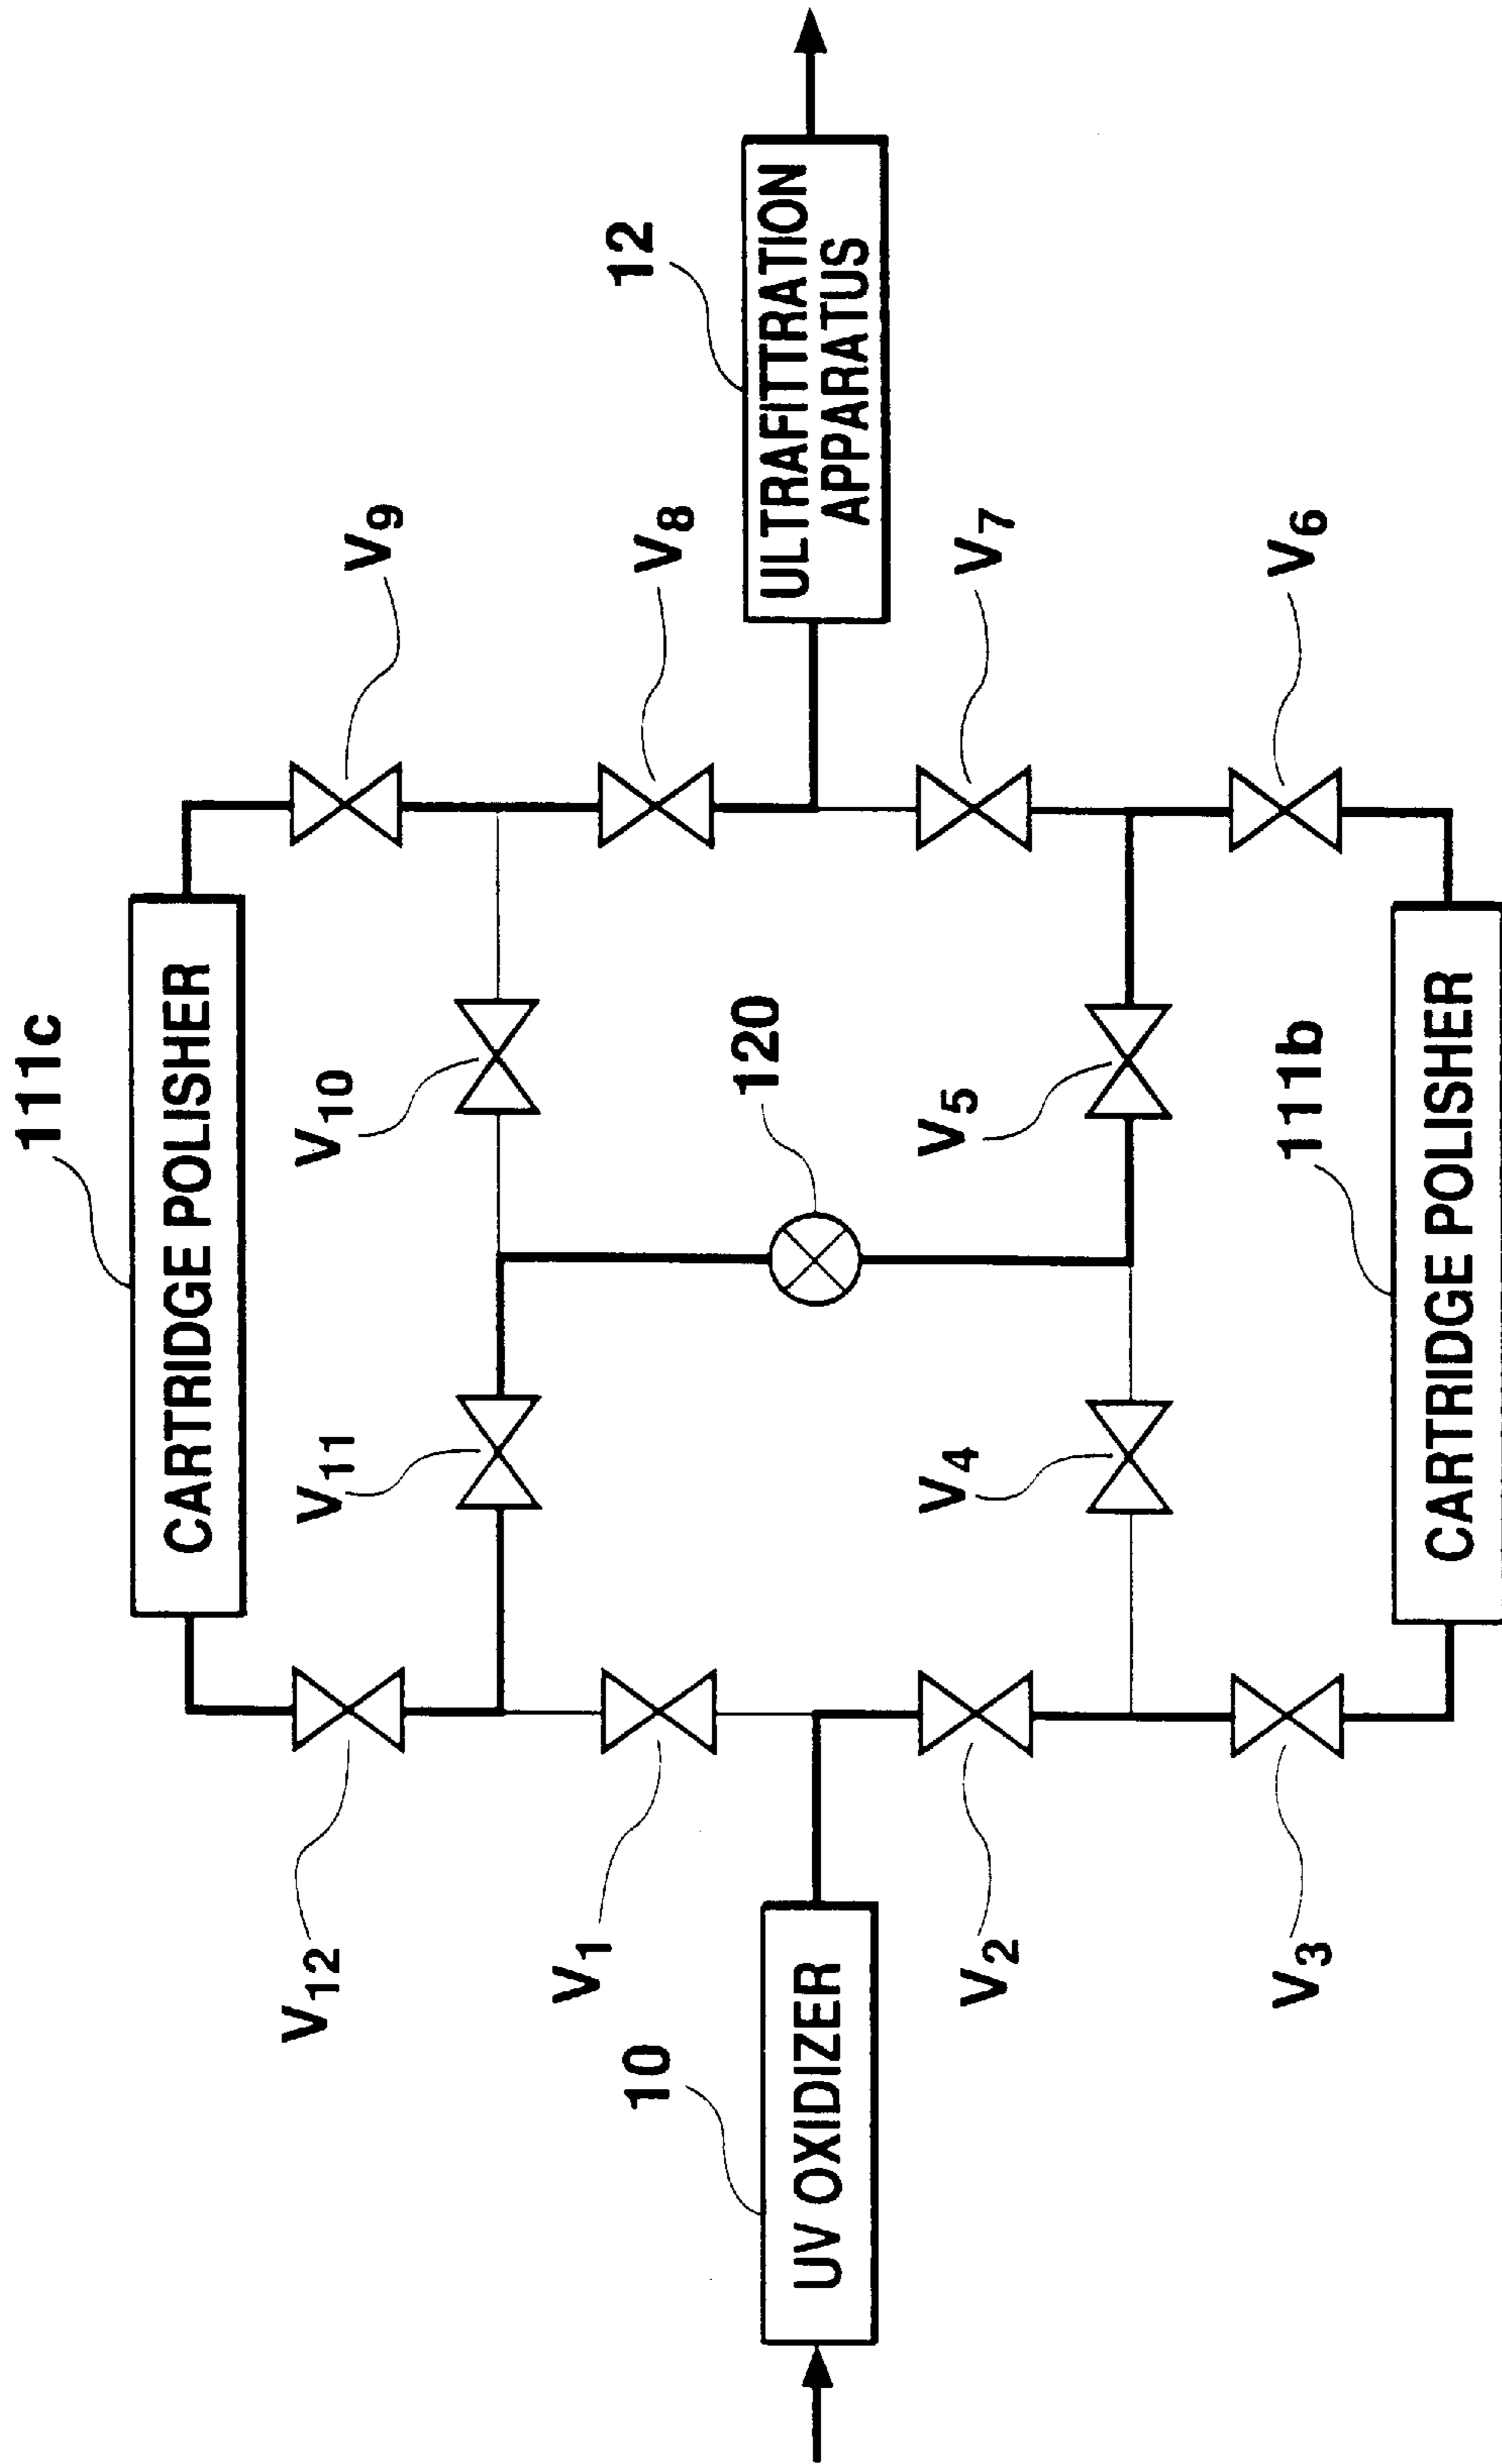 111c
CARTRIDGE POLISHER
V12
V11
V10
V9
V1
V8
10
12
UV OXIDIZER
120
ULTRAFITTRATION
APPARATUS
V2
V4
V5
V7
V3
111b
V6
CARTRIDGE POLISHER